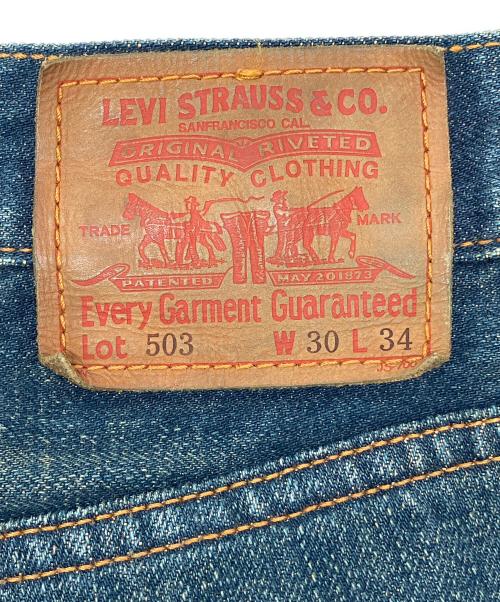 LEVI STRAUSS & CO.
SANFRANCISCO CAL.
ORIGINAL RIVETED
QUALITY CLOTHING
TRADE MARK
PATENTED MAY 20 1873
Every Garment Guaranteed
Lot 503 W 30 L 34